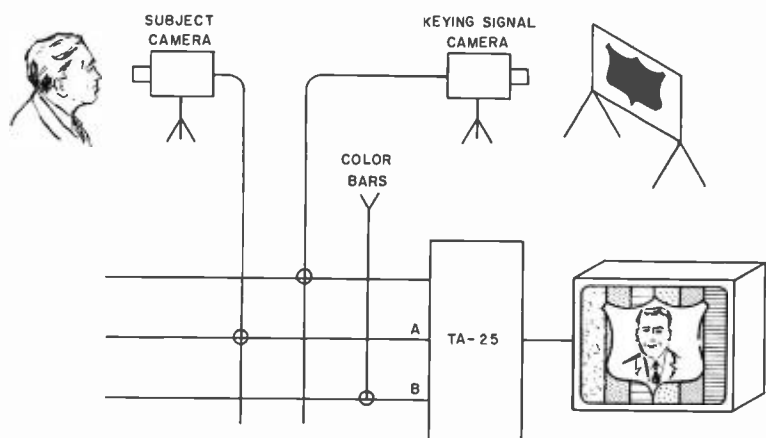 SUBJECT
CAMERA
KEYING SIGNAL
CAMERA
COLOR
BARS
A
TA-25
B